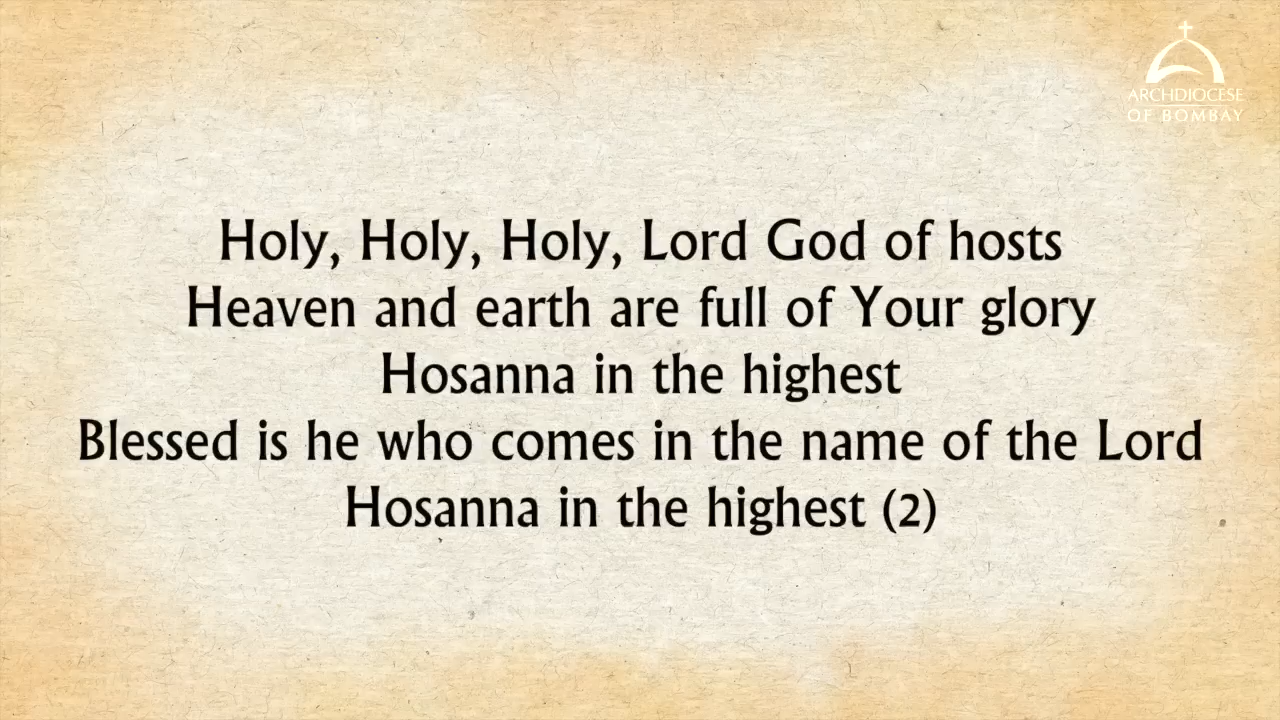 ARCHDIOCESE
OF BOMBAY
Holy, Holy, Holy, Lord God of hosts
Heaven and earth are full of Your glory
Hosanna in the highest
Blessed is he who comes in the name of the Lord
Hosanna in the highest (2)